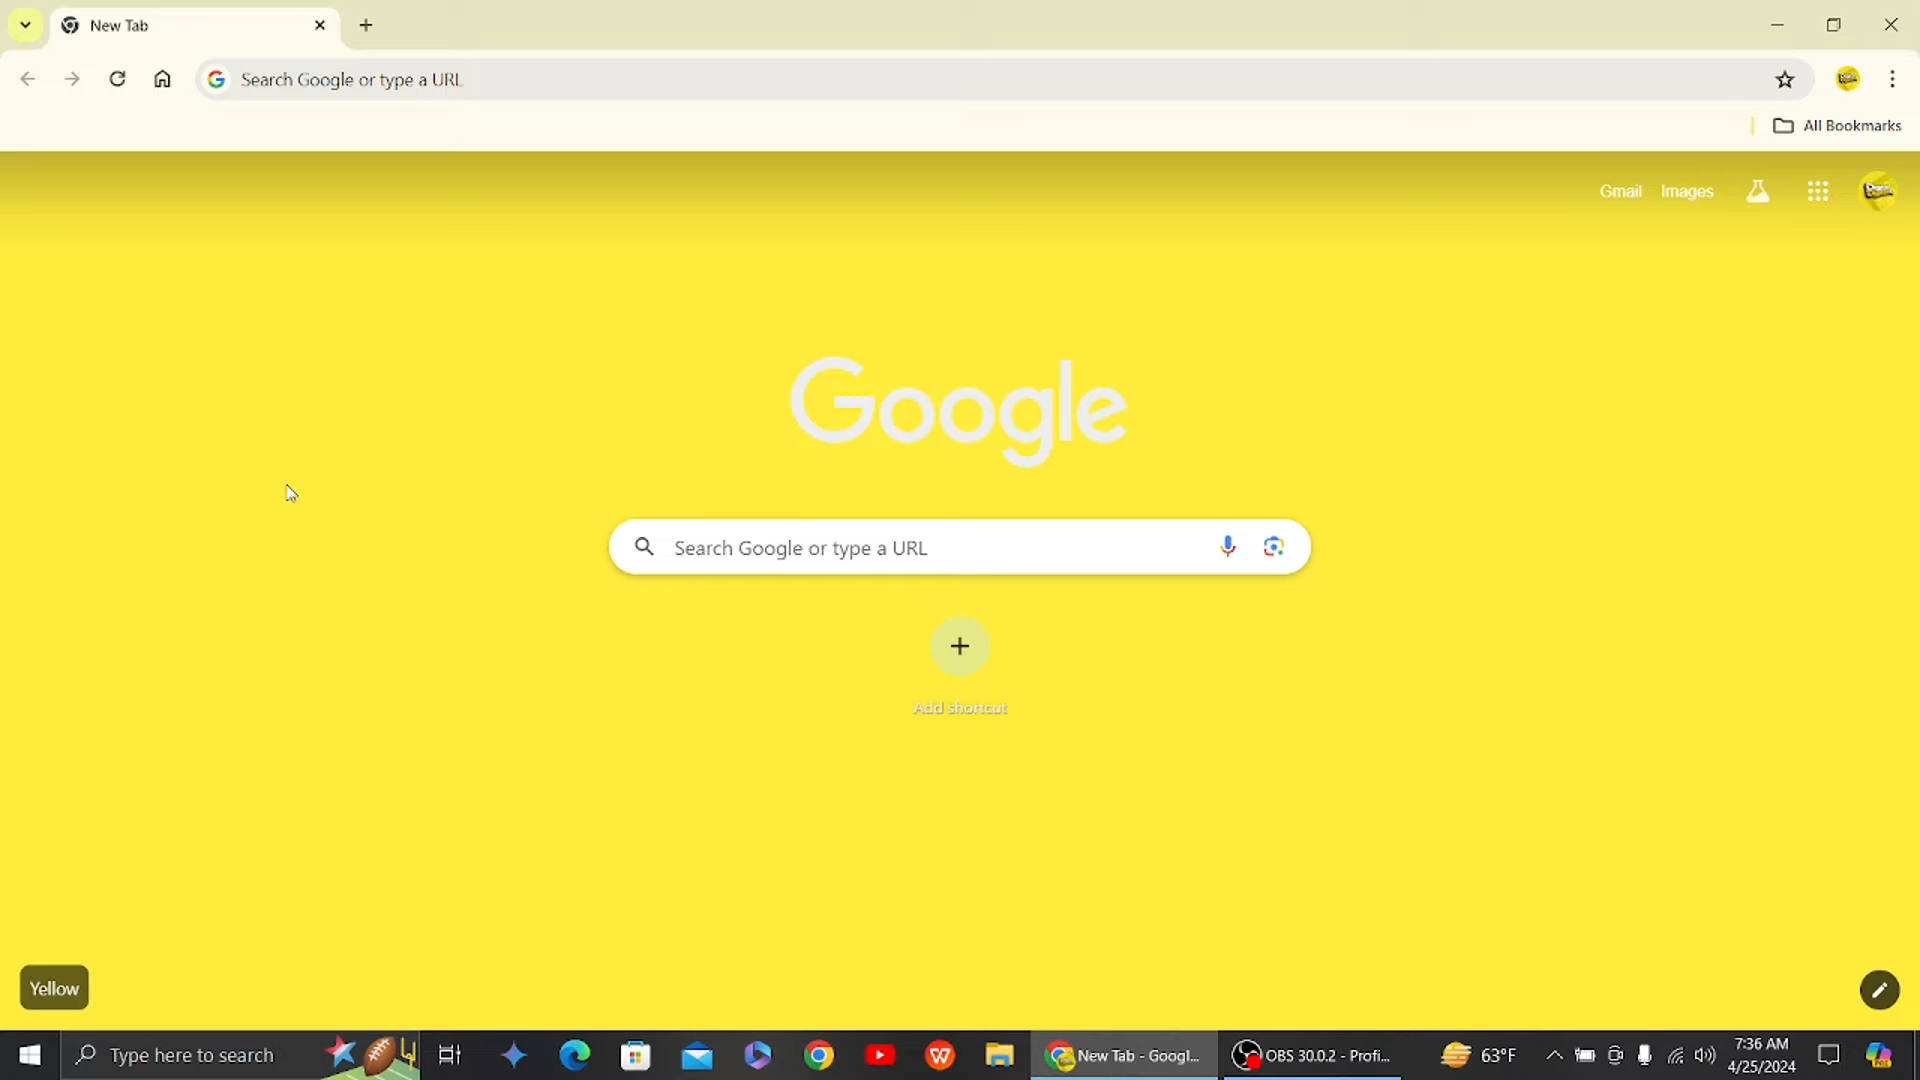 New Tab
Search Google or type a URL
All Bookmarks
Gmail Images
Google
Search Google or type a URL
Add shortcut
Yellow
Type here to search
New Tab - Googl...
OBS 30.0.2 - Profi...
63°F
7:36 AM
4/25/2024